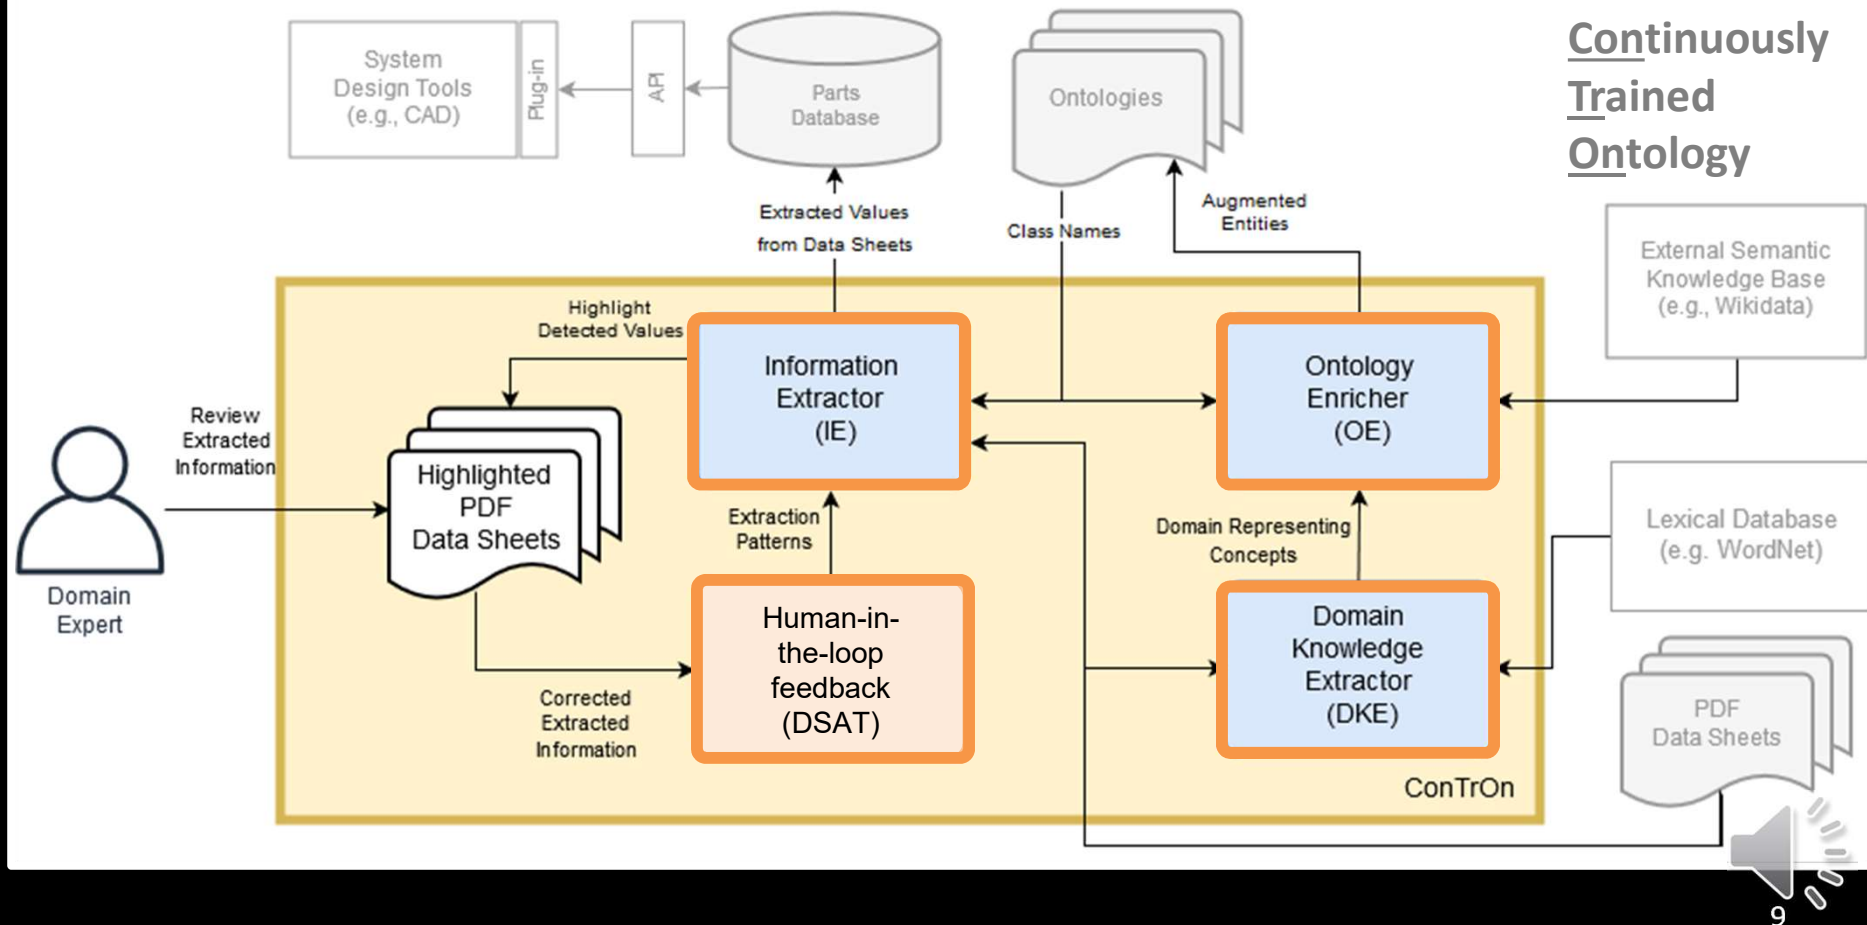 System
Design Tools
(e.g., CAD)
Plug-in
API
Parts
Database
Ontologies
Continuously
Trained
Ontology
Extracted Values
from Data Sheets
Class Names
Augmented
Entities
External Semantic
Knowledge Base
(e.g., Wikidata)
Highlight
Detected Values
Information
Extractor
(IE)
Ontology
Enricher
(OE)
Review
Extracted
Information
Highlighted
PDF
Data Sheets
Extraction
Patterns
Domain Representing
Concepts
Lexical Database
(e.g. WordNet)
Domain
Expert
Human-in-
the-loop
feedback
(DSAT)
Domain
Knowledge
Extractor
(DKE)
Corrected
Extracted
Information
PDF
Data Sheets
ConTrOn
9